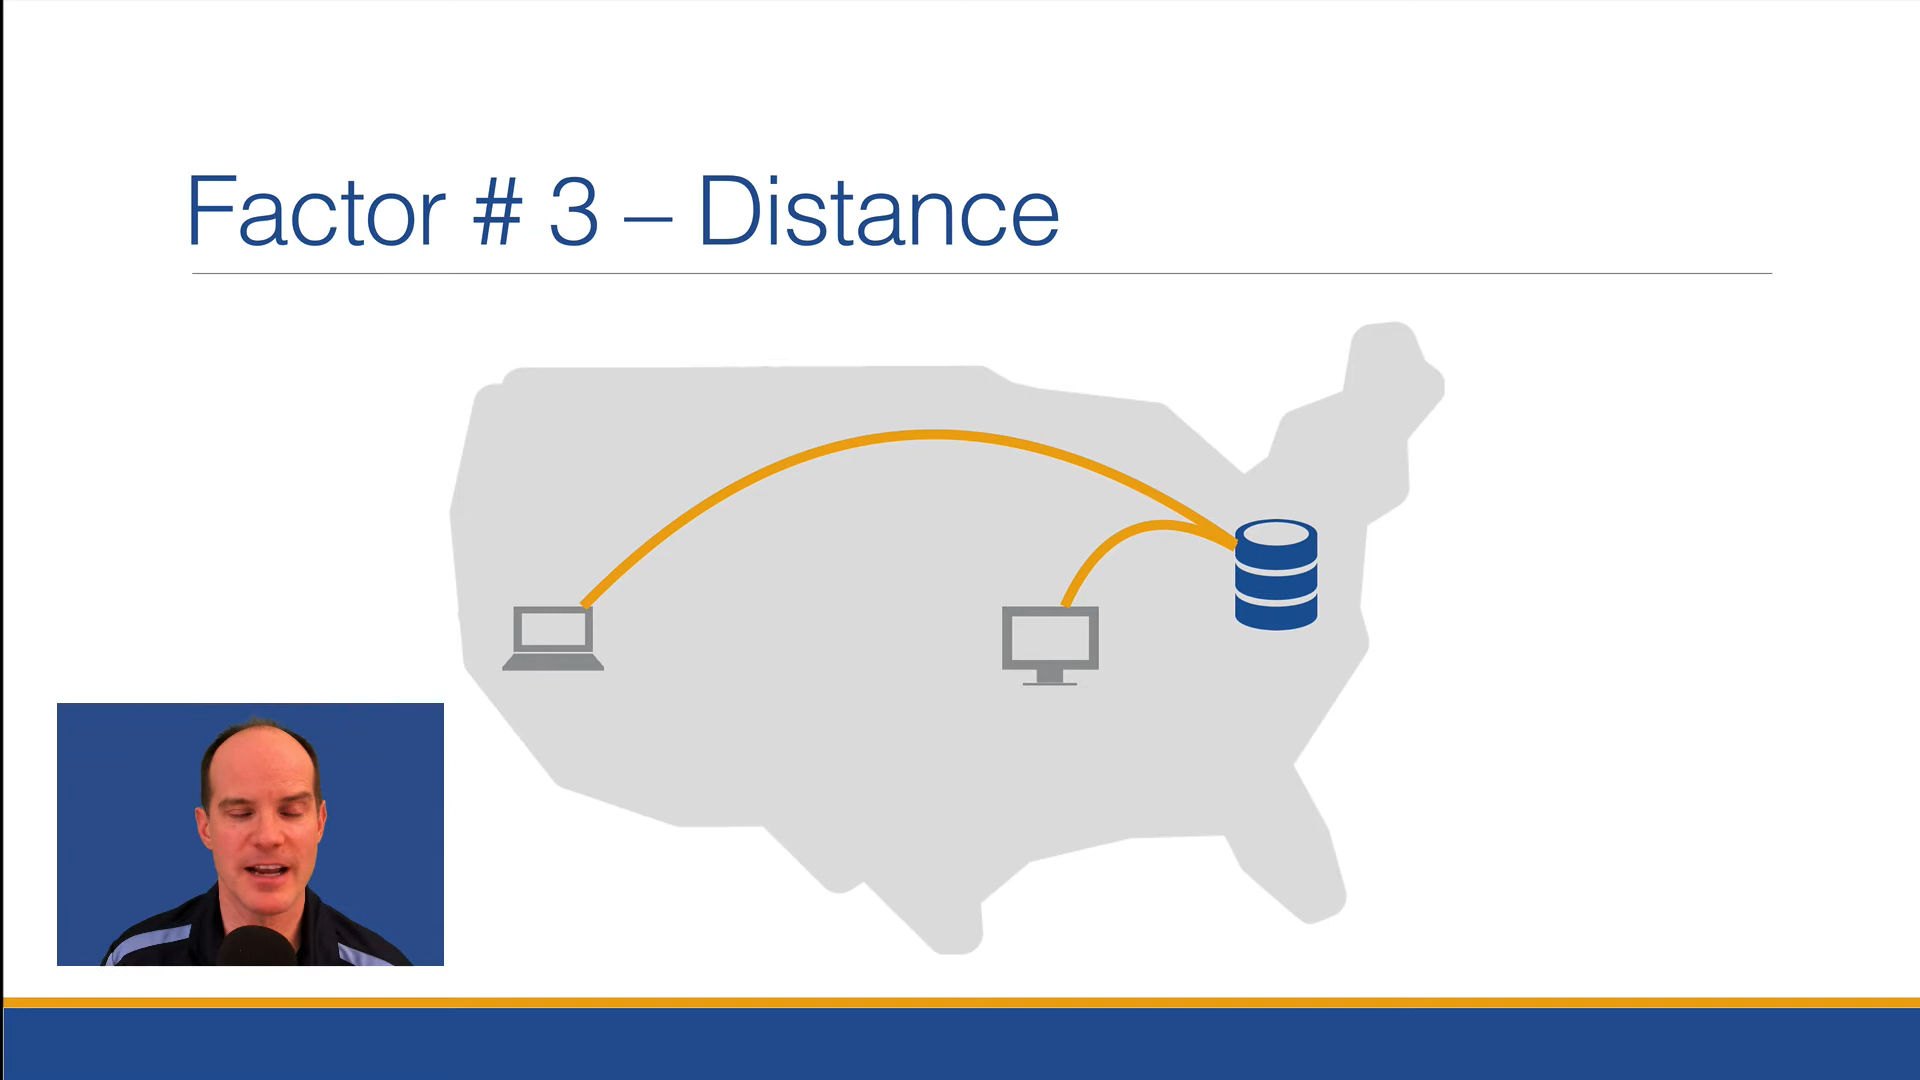 Factor # 3 – Distance